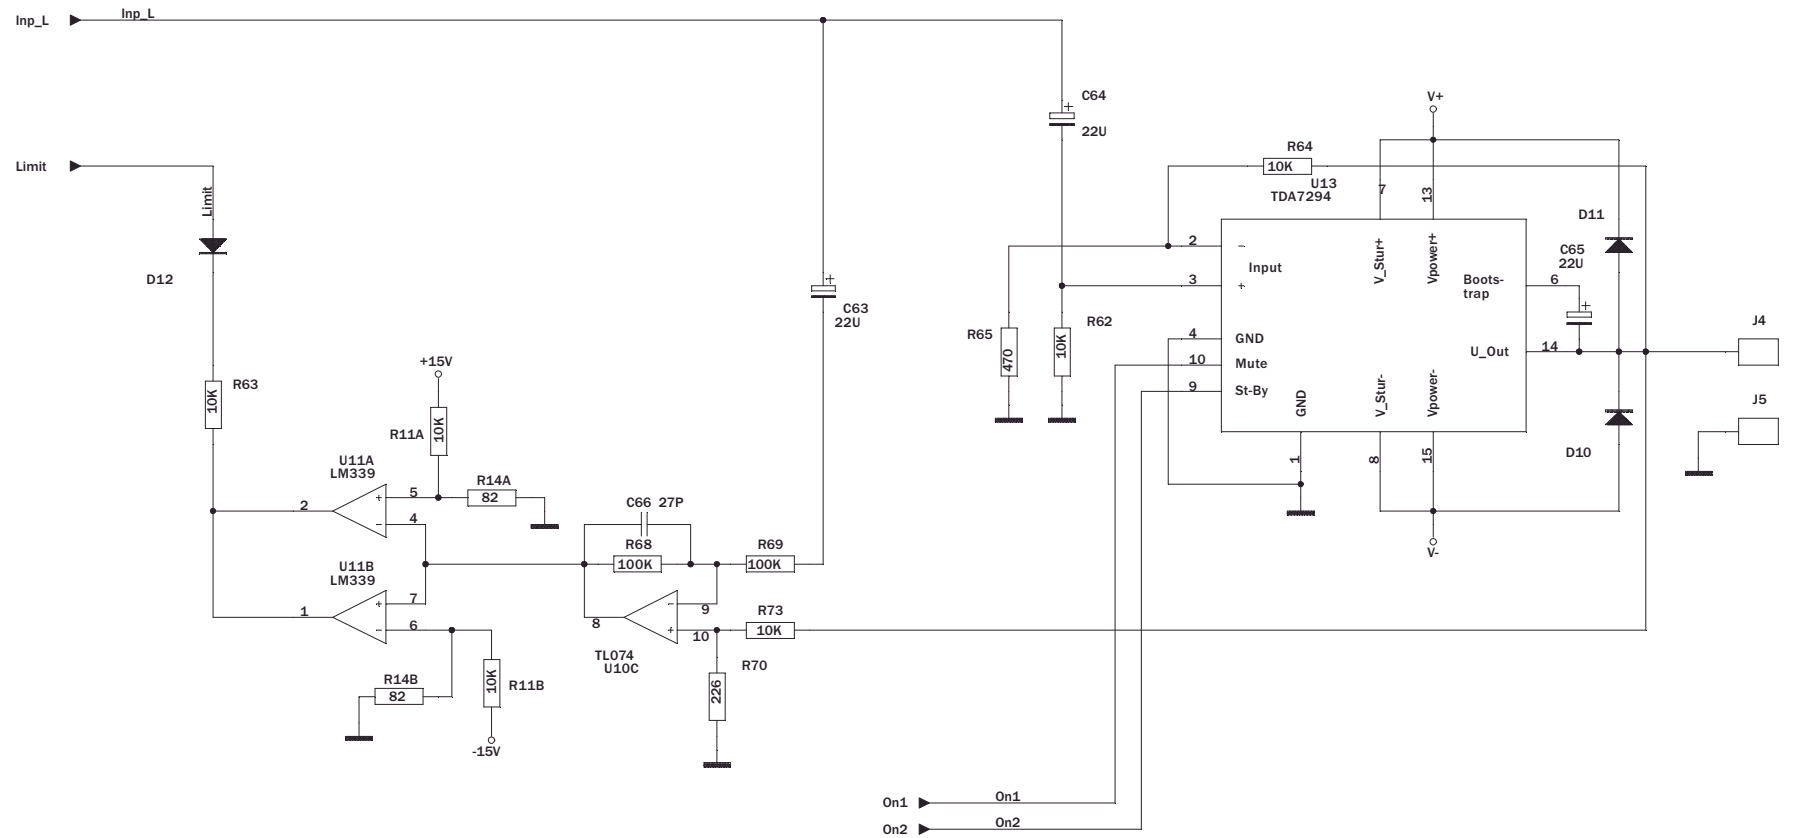 Inp_L
Inp_L
C64
+
22U
V+
Limit
Limit
R64
10K
U13
TDA7294
7
13
D11
D12
2
−
3
+
Input
V_Stur+
Vpower+
Boots-
trap
6
C65
22U
+
+
C63
22U
R65
470
R62
10K
4
GND
10
Mute
9
St-By
GND
V_Stur-
Vpower-
U_Out
14
J4
J5
1
8
15
D10
V-
R63
10K
+15V
R11A
10K
U11A
LM339
2
+
5
-
4
R14A
82
C66 27P
R68
100K
R69
100K
U11B
LM339
1
+
7
-
6
-
9
8
+
10
R73
10K
TL074
U10C
R70
226
R14B
82
10K
R11B
-15V
On1
On1
On2
On2